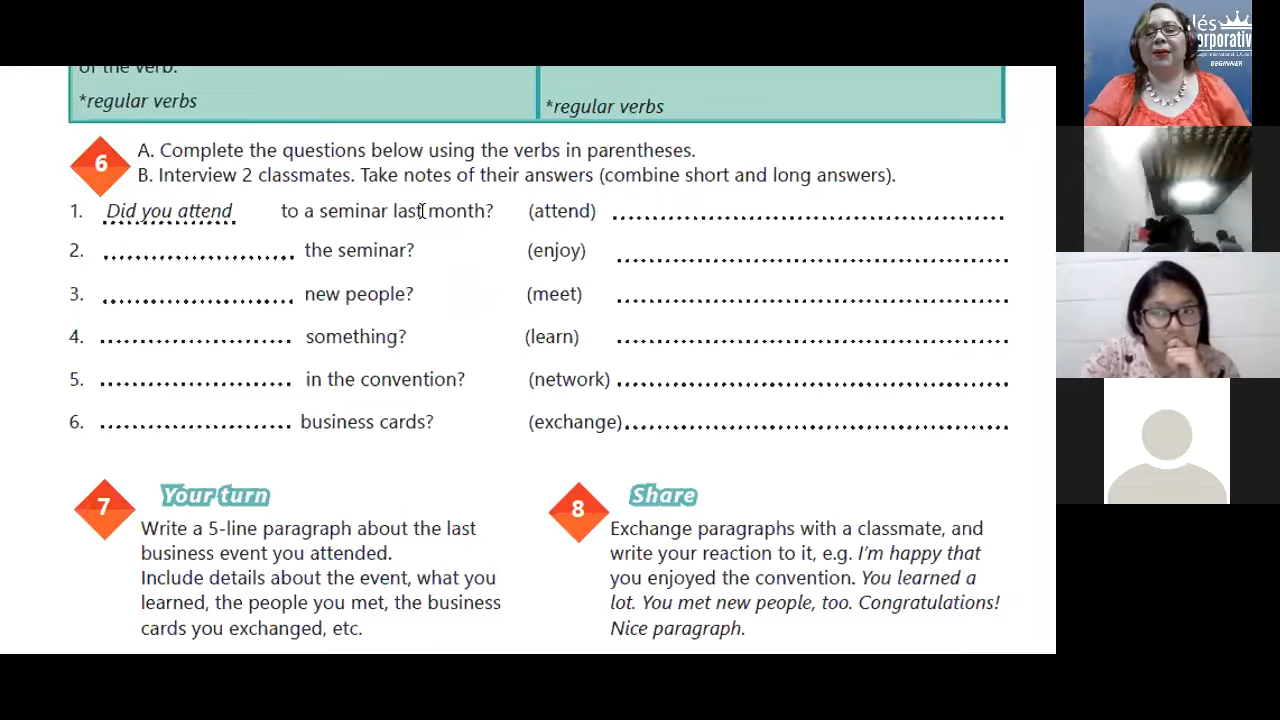 of the verb.
*regular verbs
*regular verbs
6
A. Complete the questions below using the verbs in parentheses.
B. Interview 2 classmates. Take notes of their answers (combine short and long answers).
1. Did you attend to a seminar last month? (attend)
2. the seminar? (enjoy)
3. new people? (meet)
4. something? (learn)
5. in the convention? (network)
6. business cards? (exchange)
7 Your turn
Write a 5-line paragraph about the last
business event you attended.
Include details about the event, what you
learned, the people you met, the business
cards you exchanged, etc.
8 Share
Exchange paragraphs with a classmate, and
write your reaction to it, e.g. I'm happy that
you enjoyed the convention. You learned a
lot. You met new people, too. Congratulations!
Nice paragraph.
BEGINNER